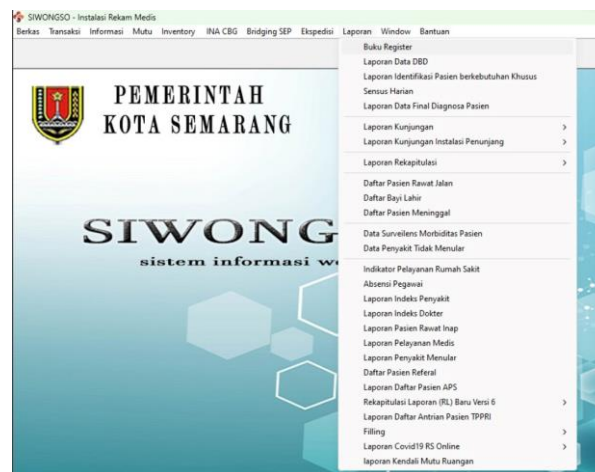 SIWONGSO - Instalasi Rekam Medis
Berkas Transaksi Informasi Mutu Inventory INA CBG Bridging SEP Ekspedisi Laporan Window Bantuan
Buku Register
Laporan Data DBD
Laporan Identifikasi Pasien berkebutuhan Khusus
Sensus Harian
Laporan Data Final Diagnosa Pasien
Laporan Kunjungan
Laporan Kunjungan Instalasi Penunjang
Laporan Rekapitulasi
Daftar Pasien Rawat Jalan
Daftar Bayi Lahir
Daftar Pasien Meninggal
Data Surveilens Morbiditas Pasien
Data Penyakit Tidak Menular
Indikator Pelayanan Rumah Sakit
Absensi Pegawai
Laporan Indeks Penyakit
Laporan Indeks Dokter
Laporan Pasien Rawat Inap
Laporan Pelayanan Medis
Laporan Penyakit Menular
Daftar Pasien Referal
Laporan Daftar Pasien APS
Rekapitulasi Laporan (RL) Baru Versi 6
Laporan Daftar Antrian Pasien TPPRI
Filling
Laporan Covid19 RS Online
laporan Kendali Mutu Ruangan
PEMERINTAH
KOTA SEMARANG
SIWONG
sistem informasi w